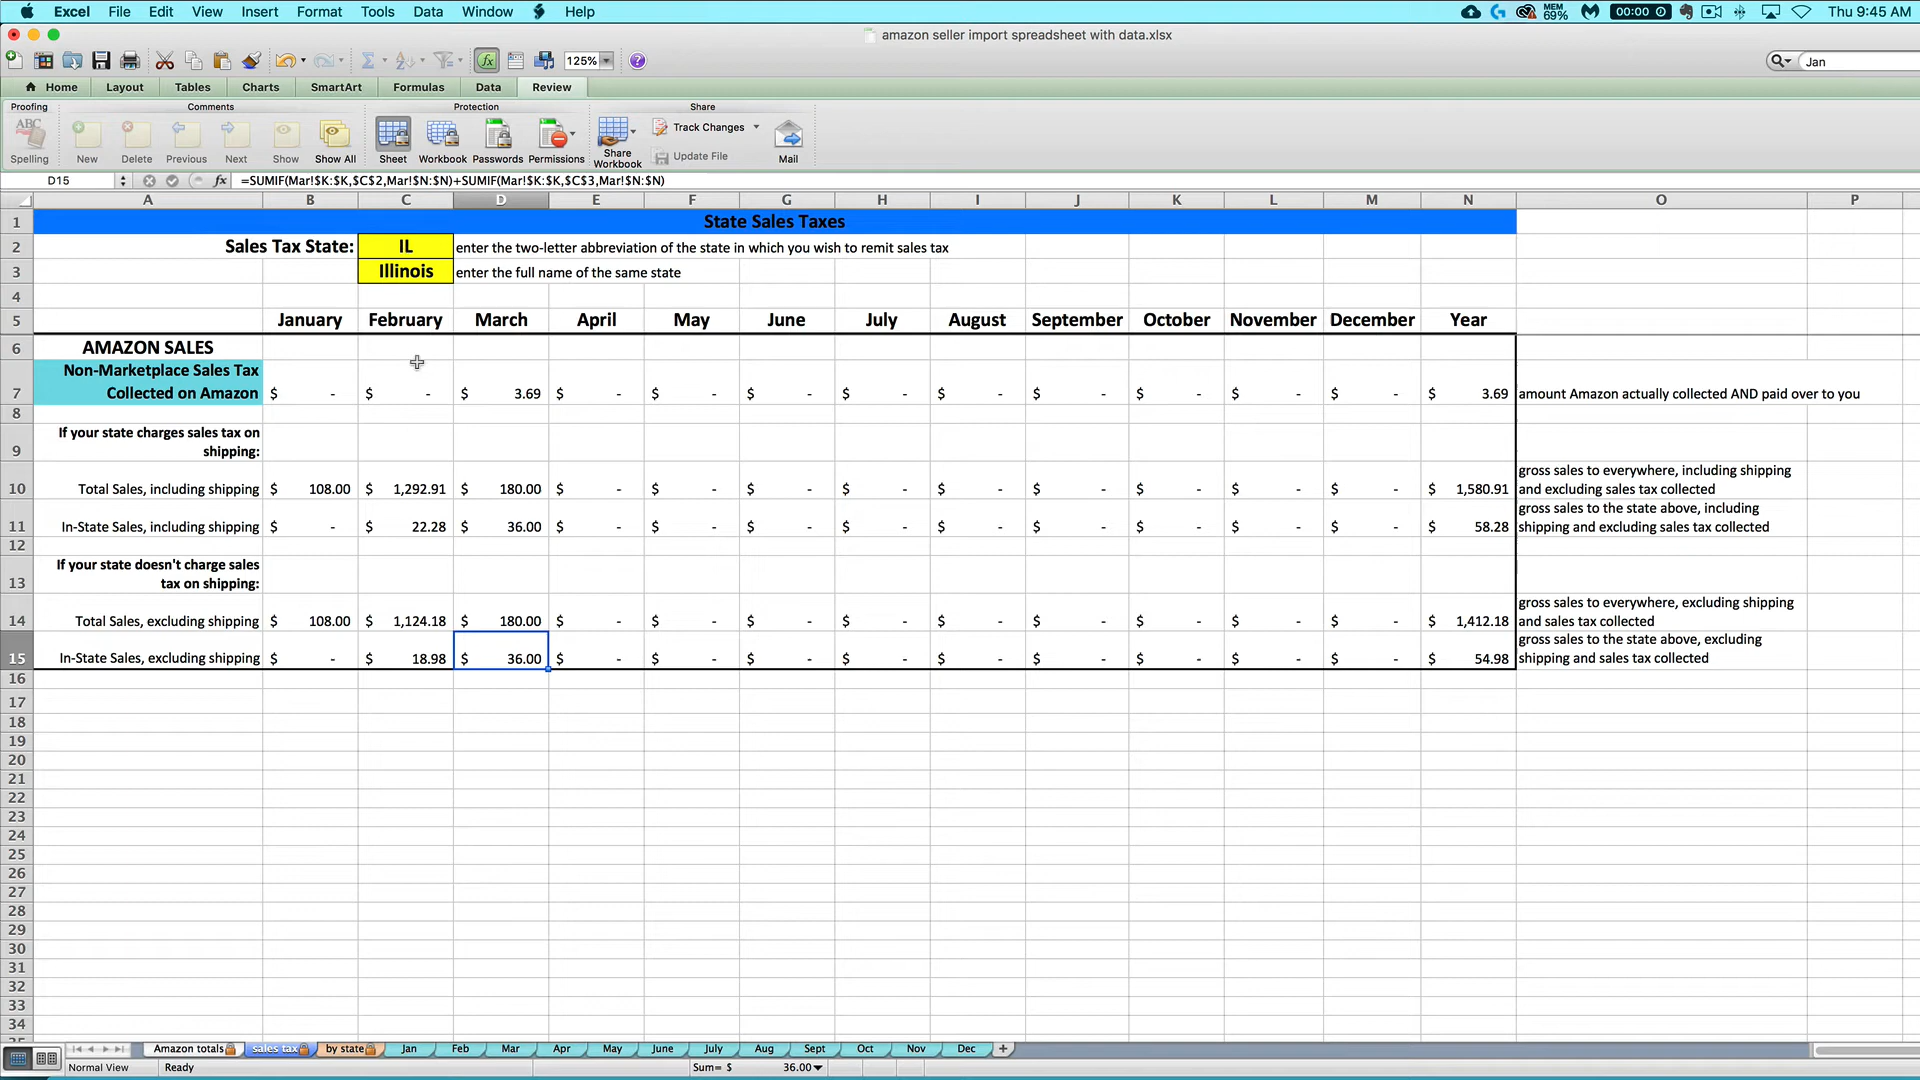 Excel File Edit View Insert Format Tools Data Window Help MEM 69% 00:00 Thu 9:45 AM
amazon seller import spreadsheet with data.xlsx
fx 125% ? Jan
Home Layout Tables Charts SmartArt Formulas Data Review
Proofing Comments Protection Share
ABC Track Changes
Spelling New Delete Previous Next Show Show All Sheet Workbook Passwords Permissions Share Workbook Update File Mail
D15 fx =SUMIF(Mar!$K:$K,$C$2,Mar!$N:$N)+SUMIF(Mar!$K:$K,$C$3,Mar!$N:$N)
A B C D E F G H I J K L M N O P
1 State Sales Taxes
2 Sales Tax State: IL enter the two-letter abbreviation of the state in which you wish to remit sales tax
3 Illinois enter the full name of the same state
4
5 January February March April May June July August September October November December Year
6 AMAZON SALES
Non-Marketplace Sales Tax
7 Collected on Amazon $ - $ - $ 3.69 $ - $ - $ - $ - $ - $ - $ - $ - $ - $ 3.69 amount Amazon actually collected AND paid over to you
8
If your state charges sales tax on
9 shipping:
gross sales to everywhere, including shipping
10 Total Sales, including shipping $ 108.00 $ 1,292.91 $ 180.00 $ - $ - $ - $ - $ - $ - $ - $ - $ - $ 1,580.91 and excluding sales tax collected
gross sales to the state above, including
11 In-State Sales, including shipping $ - $ 22.28 $ 36.00 $ - $ - $ - $ - $ - $ - $ - $ - $ - $ 58.28 shipping and excluding sales tax collected
12
If your state doesn't charge sales
13 tax on shipping:
gross sales to everywhere, excluding shipping
14 Total Sales, excluding shipping $ 108.00 $ 1,124.18 $ 180.00 $ - $ - $ - $ - $ - $ - $ - $ - $ - $ 1,412.18 and sales tax collected
gross sales to the state above, excluding
15 In-State Sales, excluding shipping $ - $ 18.98 $ 36.00 $ - $ - $ - $ - $ - $ - $ - $ - $ - $ 54.98 shipping and sales tax collected
16
17
18
19
20
21
22
23
24
25
26
27
28
29
30
31
32
33
34
Amazon totals sales tax by state Jan Feb Mar Apr May June July Aug Sept Oct Nov Dec +
Normal View Ready Sum= $ 36.00